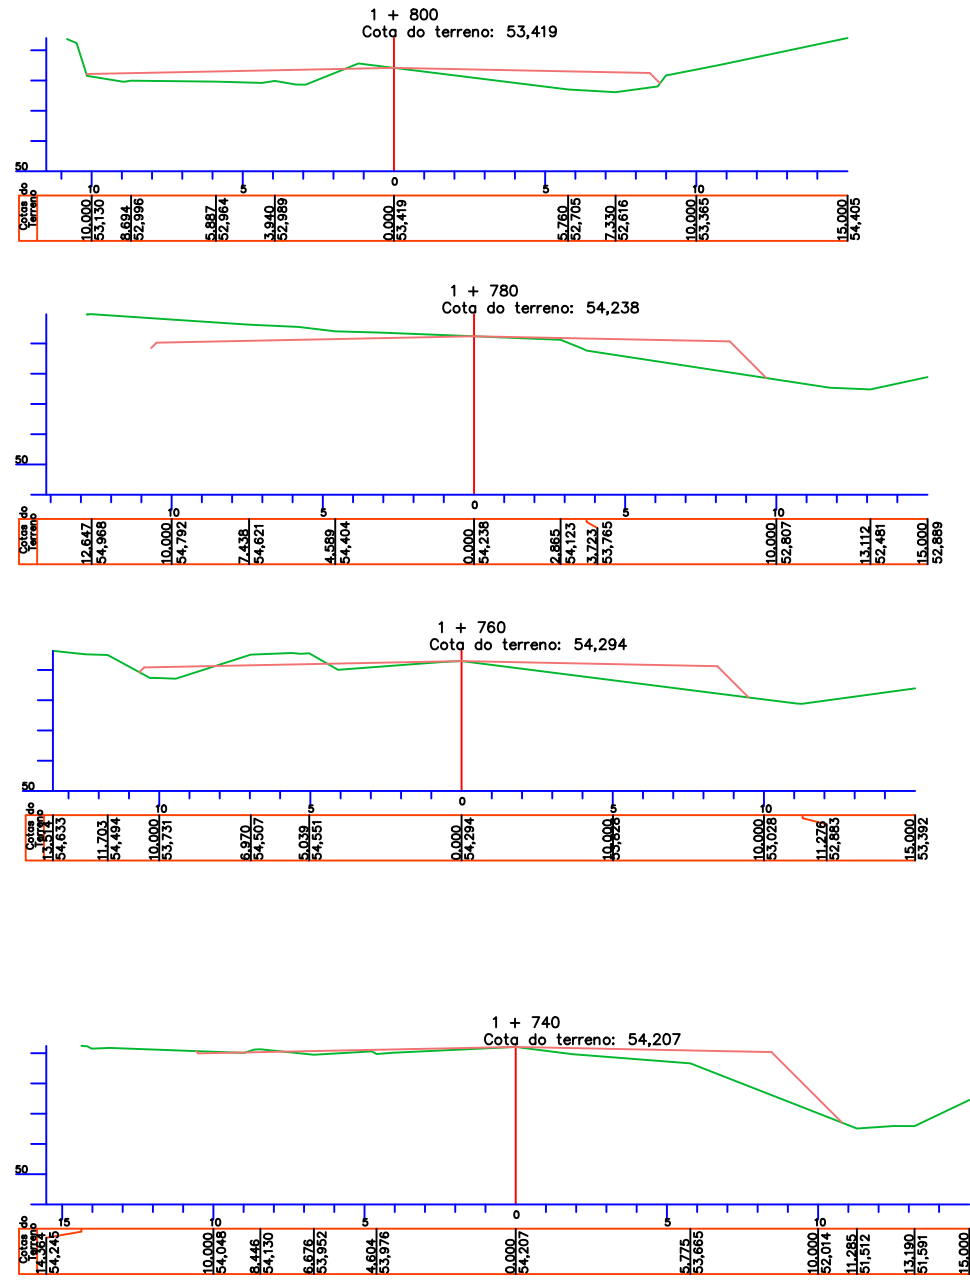 1 + 800
Cota do terreno: 53,419
50
10 5 0 5 10
Cotas do
Terreno
10.000 8.694 5.887 3.940 0.000 5.760 7.330 10.000 15.000
53,130 52,996 52,964 52,989 53,419 52,705 52,616 53,365 54,405
1 + 780
Cota do terreno: 54,238
50
10 5 0 5 10
Cotas do
Terreno
12.647 10.000 7.438 4.589 0.000 2.865 3.723 10.000 13.112 15.000
54,968 54,792 54,621 54,404 54,238 54,123 53,765 52,807 52,481 52,889
1 + 760
Cota do terreno: 54,294
50
10 5 0 5 10
Cotas do
Terreno
13.514 11.703 10.000 6.970 5.039 0.000 10.000 10.000 11.276 15.000
54,633 54,494 53,731 54,507 54,551 54,294 53,628 53,028 52,883 53,392
1 + 740
Cota do terreno: 54,207
50
15 10 5 0 5 10
Cotas do
Terreno
14.364 10.000 8.446 6.676 4.604 0.000 5.775 10.000 11.285 13.190 15.000
54,245 54,048 54,130 53,952 53,976 54,207 53,665 52,014 51,512 51,591